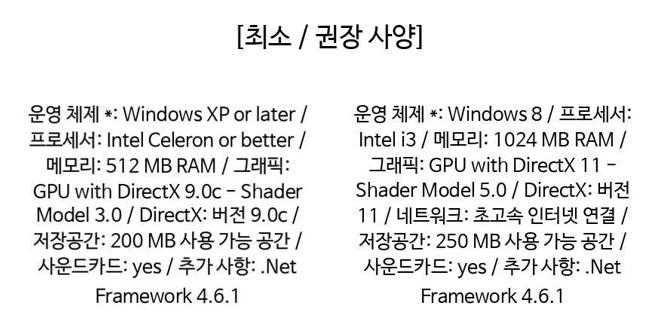 [최소 / 권장 사양]
운영 체제 *: Windows XP or later /
프로세서: Intel Celeron or better /
메모리: 512 MB RAM / 그래픽:
GPU with DirectX 9.0c - Shader
Model 3.0 / DirectX: 버전 9.0c /
저장공간: 200 MB 사용 가능 공간 /
사운드카드: yes / 추가 사항: .Net
Framework 4.6.1
운영 체제 *: Windows 8 / 프로세서:
Intel i3 / 메모리: 1024 MB RAM /
그래픽: GPU with DirectX 11 -
Shader Model 5.0 / DirectX: 버전
11 / 네트워크: 초고속 인터넷 연결 /
저장공간: 250 MB 사용 가능 공간 /
사운드카드: yes / 추가 사항: .Net
Framework 4.6.1